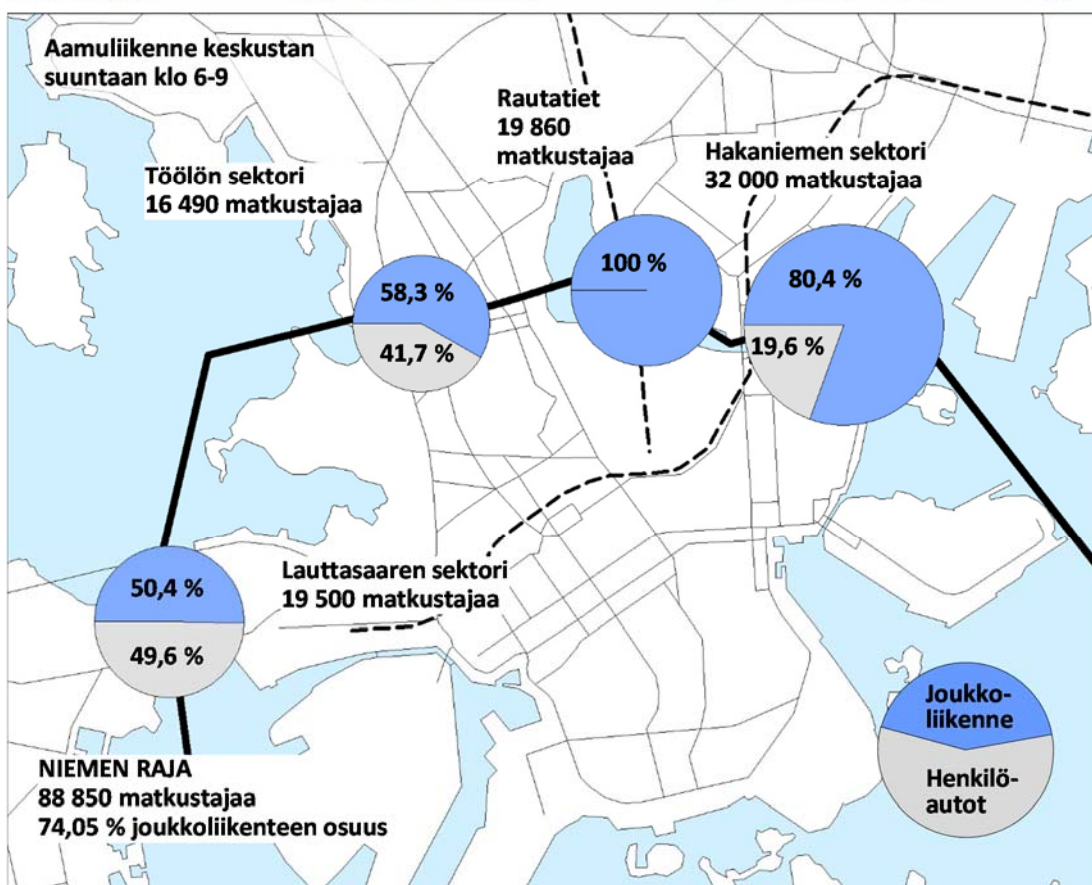 Aamuliikenne keskustan
suuntaan klo 6-9
Rautatiet
19 860
matkustajaa
Hakaniemen sektori
32 000 matkustajaa
Töölön sektori
16 490 matkustajaa
58,3 %
41,7 %
100 %
80,4 %
19,6 %
Lauttasaaren sektori
19 500 matkustajaa
50,4 %
49,6 %
NIEMEN RAJA
88 850 matkustajaa
74,05 % joukkoliikenteen osuus
Joukko-
liikenne
Henkilö-
autot